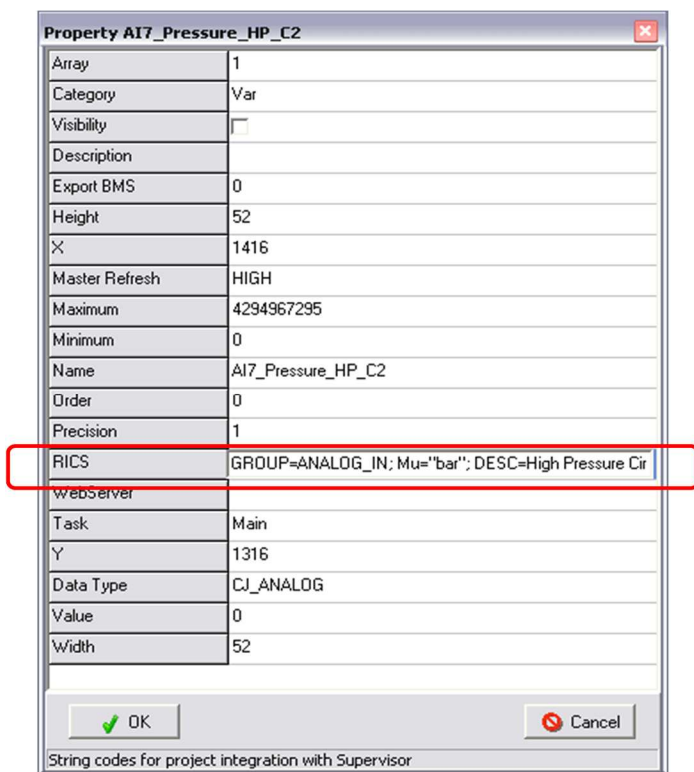 Property AI7_Pressure_HP_C2
Array 1
Category Var
Visibility
Description
Export BMS 0
Height 52
X 1416
Master Refresh HIGH
Maximum 4294967295
Minimum 0
Name AI7_Pressure_HP_C2
Order 0
Precision 1
RICS GROUP=ANALOG_IN; Mu="bar"; DESC=High Pressure Cir
WebServer
Task Main
Y 1316
Data Type CJ_ANALOG
Value 0
Width 52
OK Cancel
String codes for project integration with Supervisor